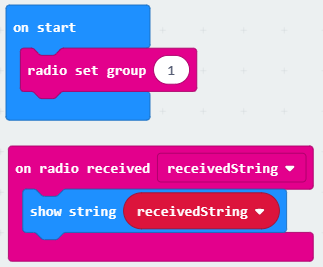 on start
radio set group 1
on radio received receivedString
show string receivedString